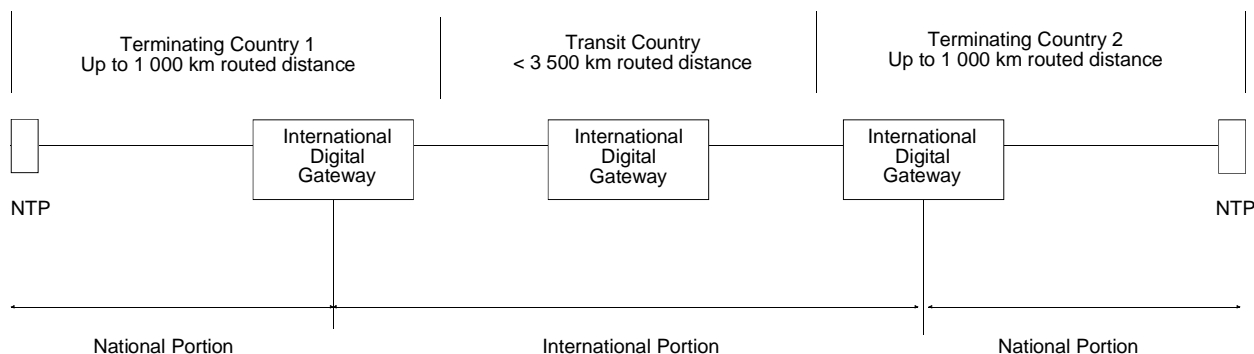 Terminating Country 1
Up to 1 000 km routed distance
Transit Country
< 3 500 km routed distance
Terminating Country 2
Up to 1 000 km routed distance
International
Digital
Gateway
International
Digital
Gateway
International
Digital
Gateway
NTP
NTP
National Portion
International Portion
National Portion